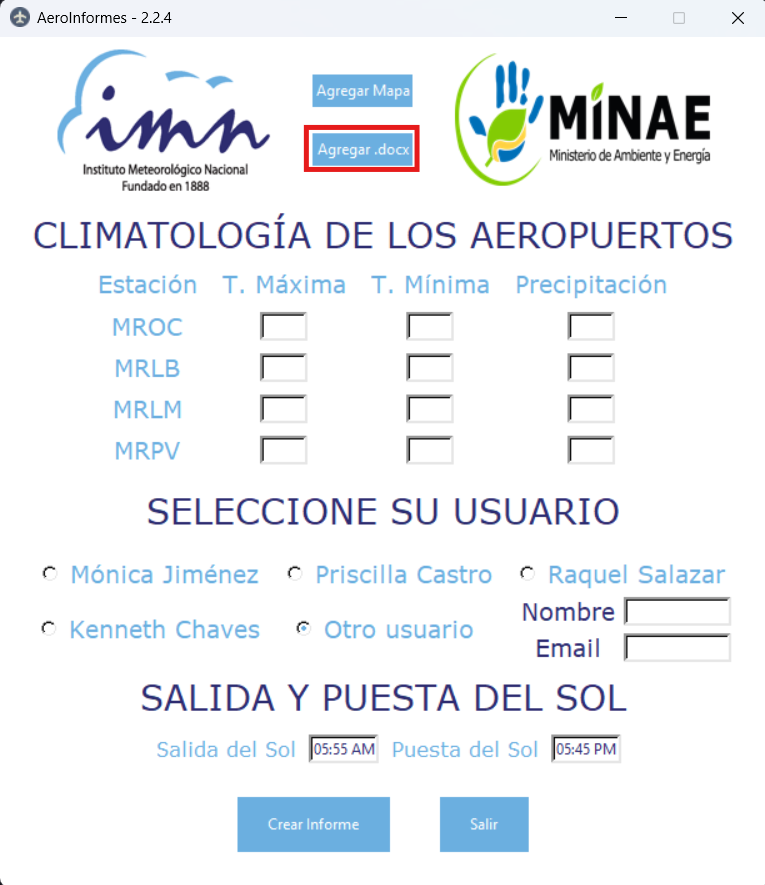 AeroInformes - 2.2.4
imn
Instituto Meteorológico Nacional
Fundado en 1888
Agregar Mapa
Agregar .docx
MINAE
Ministerio de Ambiente y Energía
CLIMATOLOGÍA DE LOS AEROPUERTOS
Estación T. Máxima T. Mínima Precipitación
MROC
MRLB
MRLM
MRPV
SELECCIONE SU USUARIO
Mónica Jiménez Priscilla Castro Raquel Salazar
Kenneth Chaves Otro usuario
Nombre
Email
SALIDA Y PUESTA DEL SOL
Salida del Sol 05:55 AM Puesta del Sol 05:45 PM
Crear Informe Salir